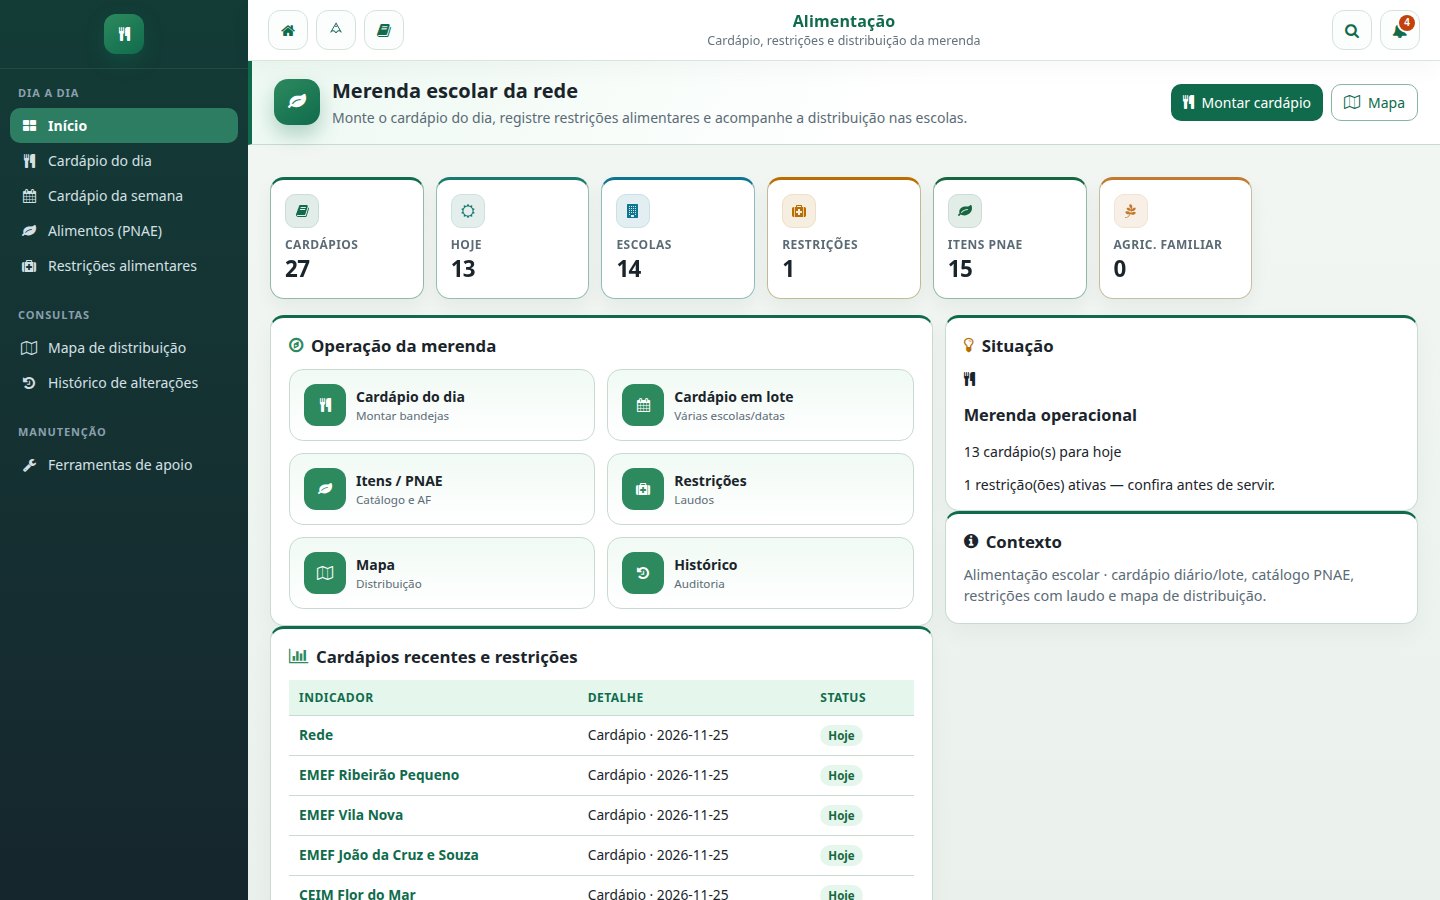 DIA A DIA
Início
Cardápio do dia
Cardápio da semana
Alimentos (PNAE)
Restrições alimentares
CONSULTAS
Mapa de distribuição
Histórico de alterações
MANUTENÇÃO
Ferramentas de apoio
Alimentação
Cardápio, restrições e distribuição da merenda
4
Merenda escolar da rede
Monte o cardápio do dia, registre restrições alimentares e acompanhe a distribuição nas escolas.
Montar cardápio
Mapa
CARDÁPIOS
27
HOJE
13
ESCOLAS
14
RESTRIÇÕES
1
ITENS PNAE
15
AGRIC. FAMILIAR
0
Operação da merenda
Cardápio do dia
Montar bandejas
Cardápio em lote
Várias escolas/datas
Itens / PNAE
Catálogo e AF
Restrições
Laudos
Mapa
Distribuição
Histórico
Auditoria
Situação
Merenda operacional
13 cardápio(s) para hoje
1 restrição(ões) ativas — confira antes de servir.
Contexto
Alimentação escolar · cardápio diário/lote, catálogo PNAE,
restrições com laudo e mapa de distribuição.
Cardápios recentes e restrições
INDICADOR DETALHE STATUS
Rede Cardápio · 2026-11-25 Hoje
EMEF Ribeirão Pequeno Cardápio · 2026-11-25 Hoje
EMEF Vila Nova Cardápio · 2026-11-25 Hoje
EMEF João da Cruz e Souza Cardápio · 2026-11-25 Hoje
CEIM Flor do Mar Cardápio · 2026-11-25 Hoje